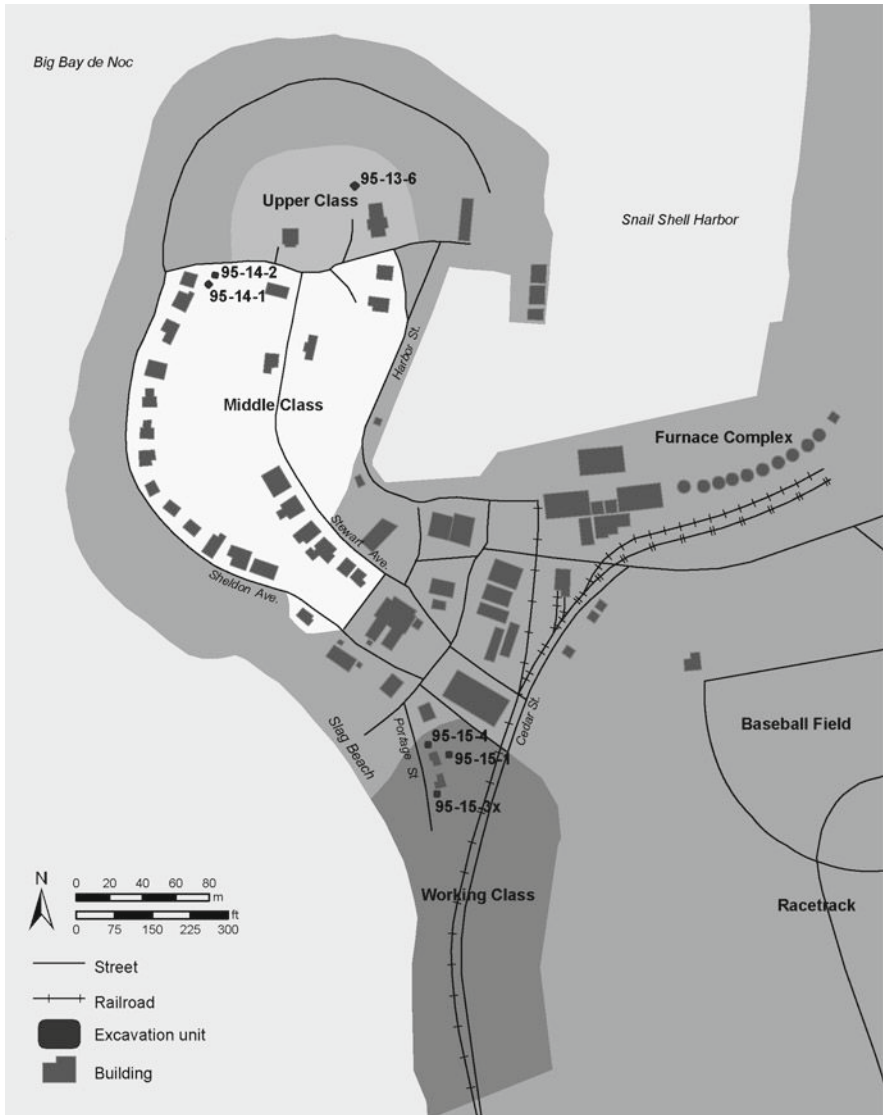 Big Bay de Noc
95-13-6
Upper Class
Snail Shell Harbor
95-14-2
95-14-1
Harbor St.
Middle Class
Furnace Complex
Stewart Ave.
Sheldon Ave.
Cedar St.
Baseball Field
Slag Beach
Portage St
95-15-4
95-15-1
95-15-3x
Working Class
Racetrack
N
0 20 40 60 80
m
ft
0 75 150 225 300
Street
Railroad
Excavation unit
Building